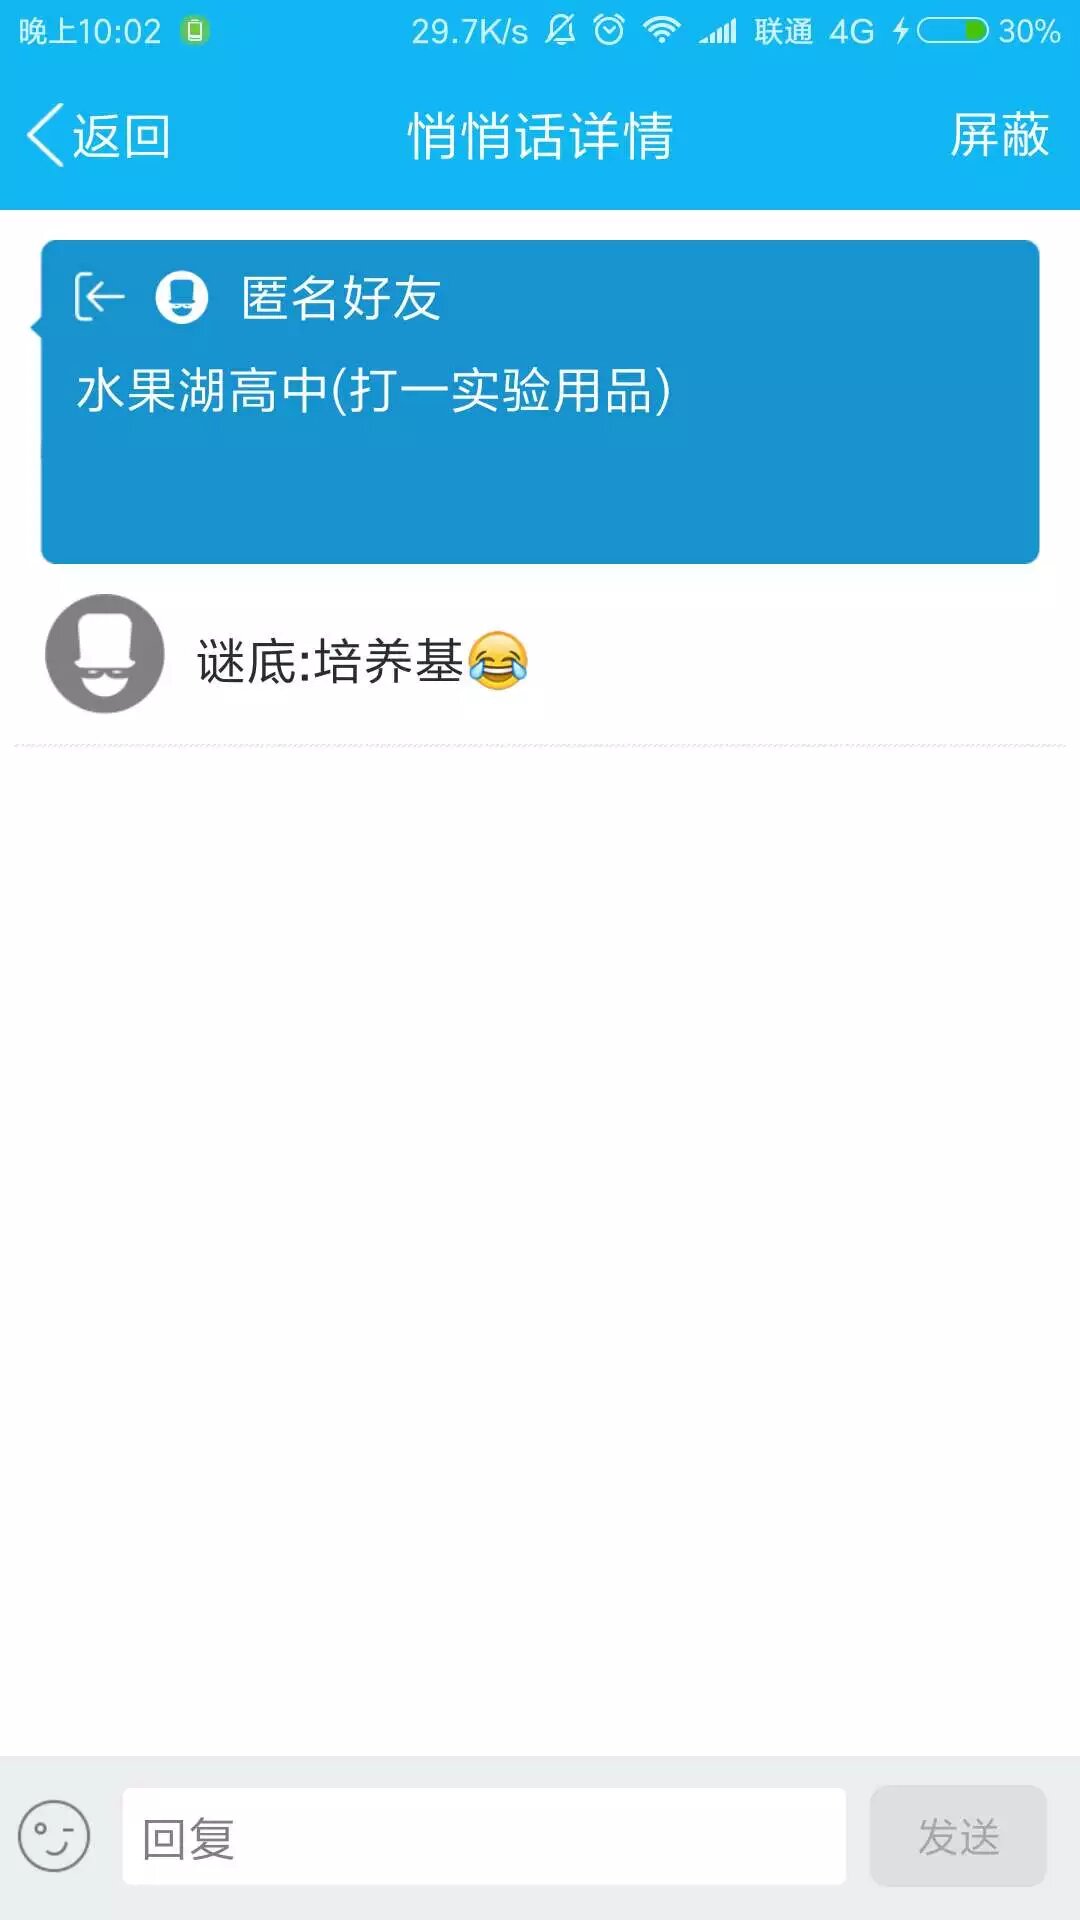 晚上10:02 29.7K/s 联通 4G 30%
返回 悄悄话详情 屏蔽
匿名好友
水果湖高中(打一实验用品)
谜底:培养基😂
回复 发送